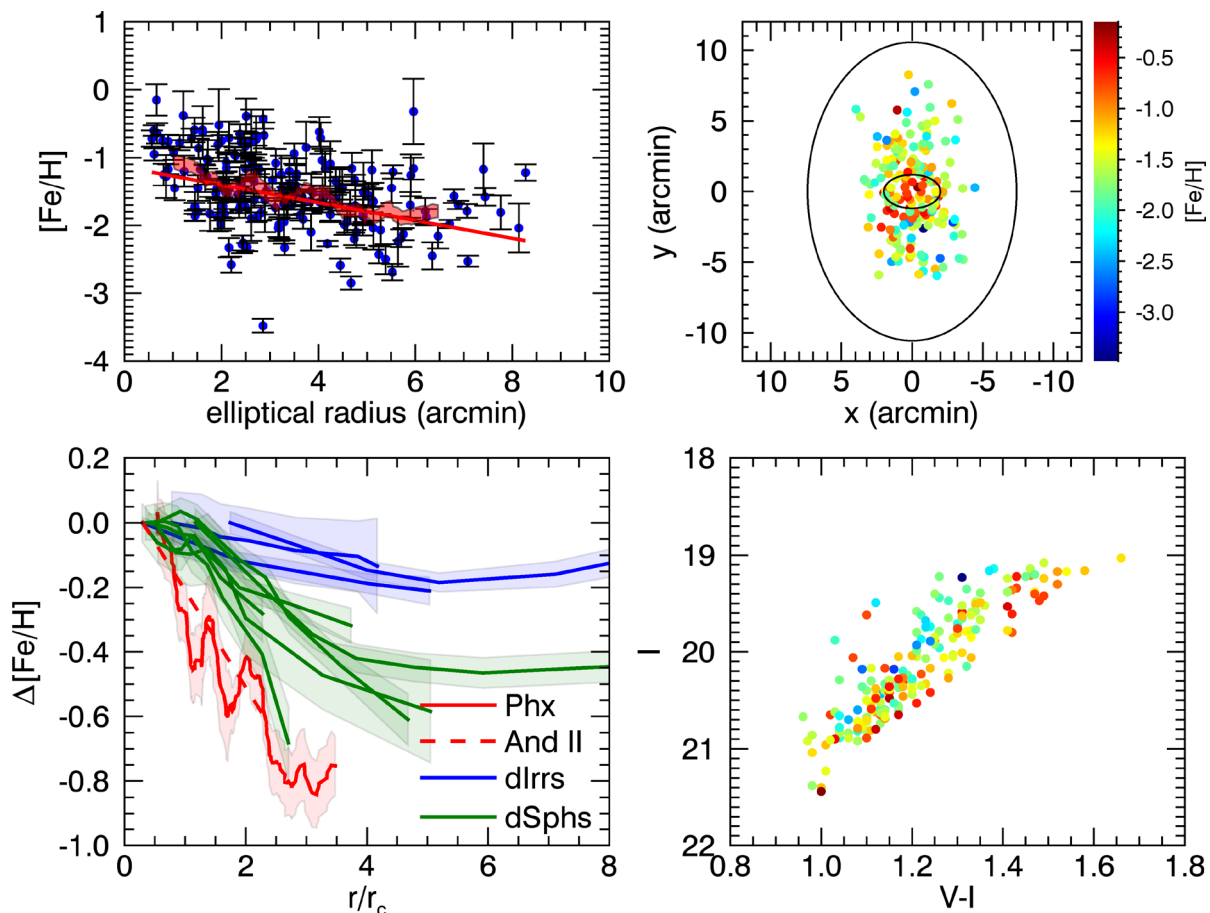 1
0
-1
-2
-3
-4
[Fe/H]
0 2 4 6 8 10
elliptical radius (arcmin)
10
5
0
-5
-10
y (arcmin)
10 5 0 -5 -10
x (arcmin)
-0.5
-1.0
-1.5
-2.0
-2.5
-3.0
[Fe/H]
0.2
0.0
-0.2
-0.4
-0.6
-0.8
-1.0
Δ[Fe/H]
Phx
And II
dIrrs
dSphs
0 2 4 6 8
r/r_c
18
19
20
21
22
I
0.8 1.0 1.2 1.4 1.6 1.8
V-I